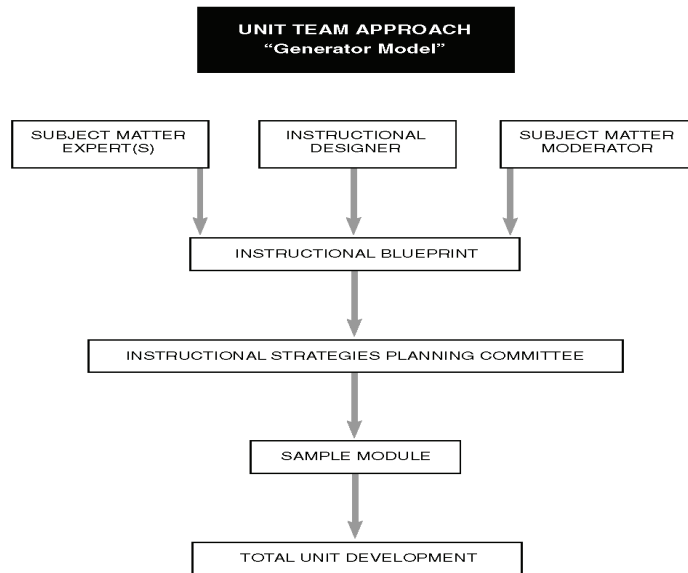 UNIT TEAM APPROACH
“Generator Model”
SUBJECT MATTER
EXPERT(S)
INSTRUCTIONAL
DESIGNER
SUBJECT MATTER
MODERATOR
INSTRUCTIONAL BLUEPRINT
INSTRUCTIONAL STRATEGIES PLANNING COMMITTEE
SAMPLE MODULE
TOTAL UNIT DEVELOPMENT